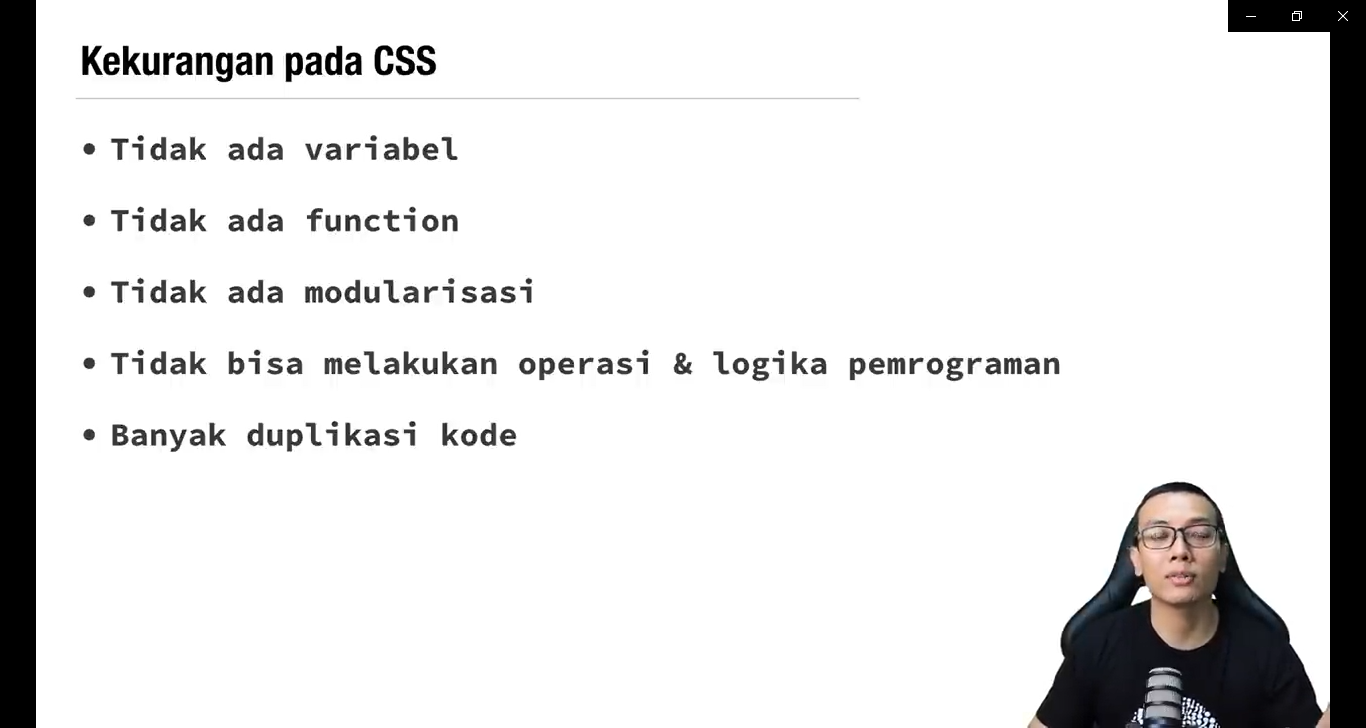 Kekurangan pada CSS
• Tidak ada variabel
• Tidak ada function
• Tidak ada modularisasi
• Tidak bisa melakukan operasi & logika pemrograman
• Banyak duplikasi kode